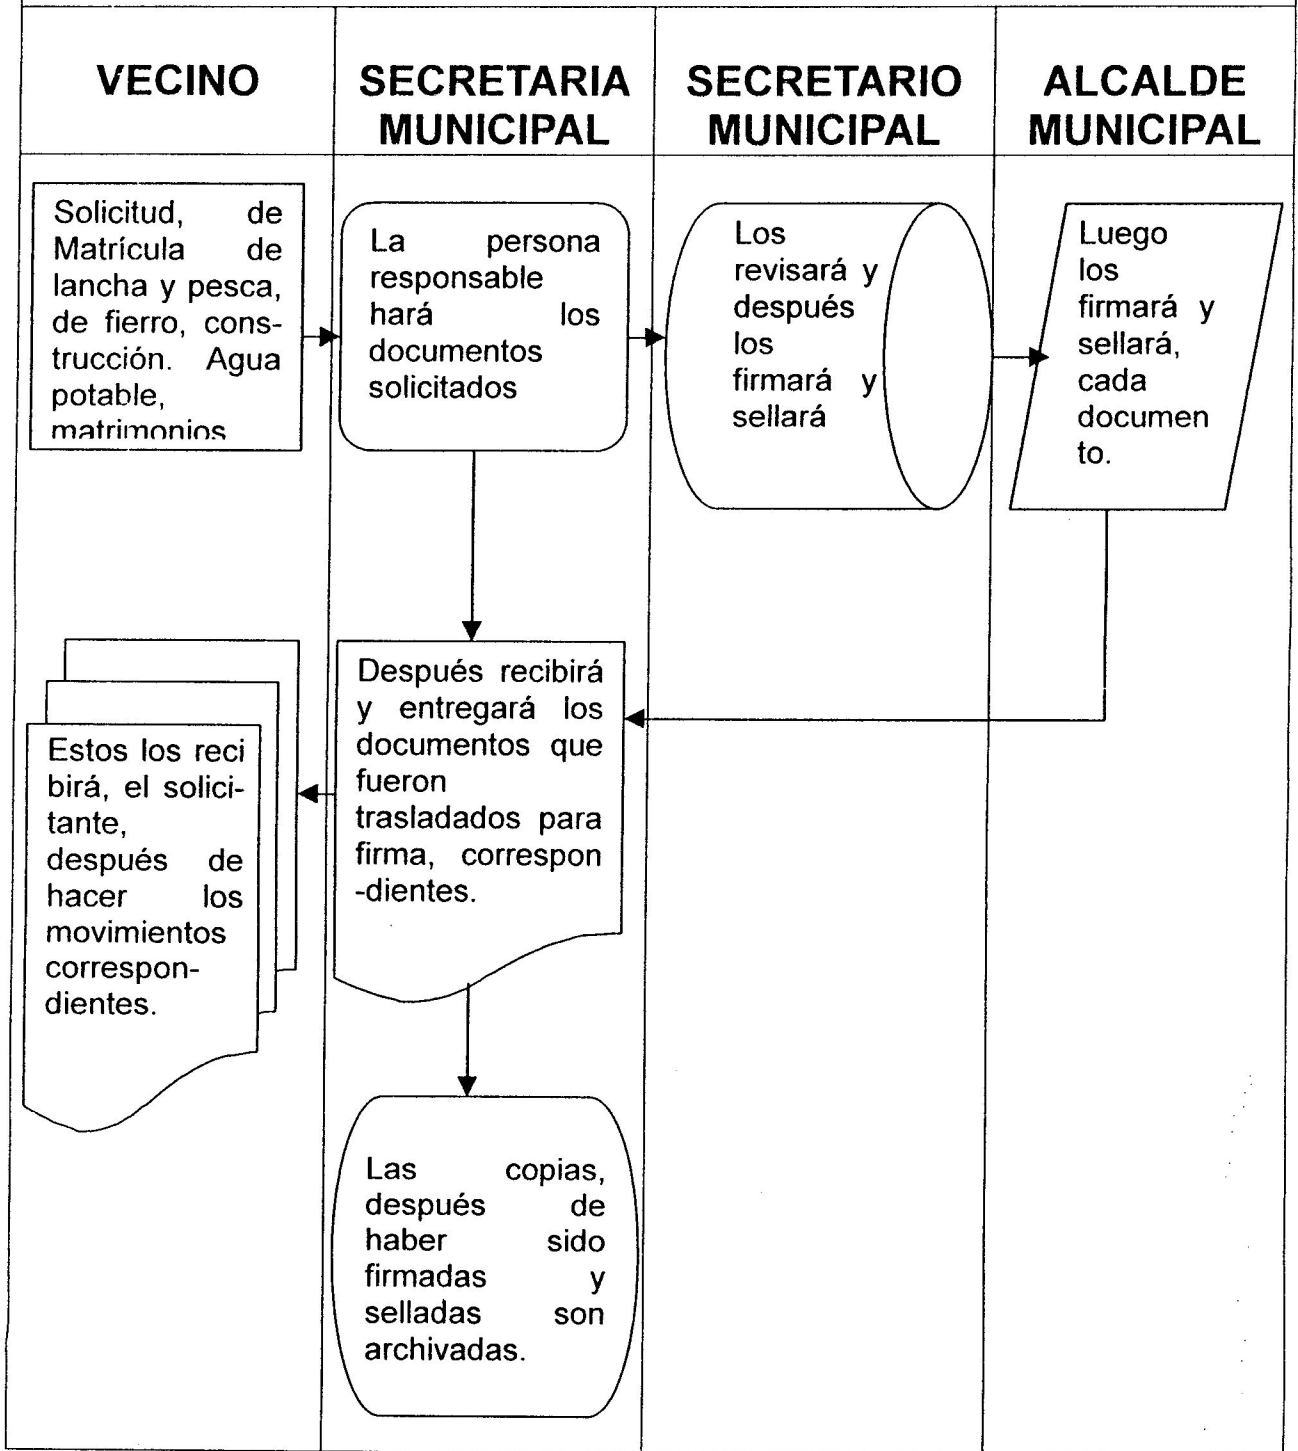 VECINO
SECRETARIA
MUNICIPAL
SECRETARIO
MUNICIPAL
ALCALDE
MUNICIPAL
Solicitud, de
Matrícula de
lancha y pesca,
de fierro, cons-
trucción. Agua
potable,
matrimonios
La persona
responsable
hará los
documentos
solicitados
Los
revisará y
después
los
firmará y
sellará
Luego
los
firmará y
sellará,
cada
documen
to.
Estos los reci
birá, el solici-
tante,
después de
hacer los
movimientos
correspon-
dientes.
Después recibirá
y entregará los
documentos que
fueron
trasladados para
firma, correspon
-dientes.
Las copias,
después de
haber sido
firmadas y
selladas son
archivadas.